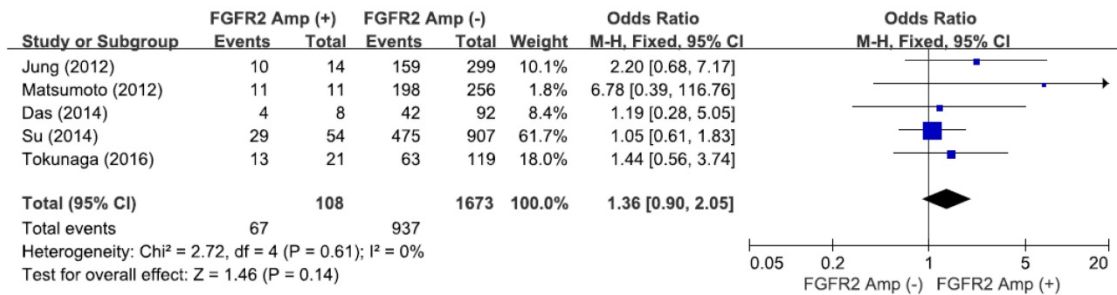 FGFR2 Amp (+) FGFR2 Amp (-) Odds Ratio Odds Ratio
Study or Subgroup Events Total Events Total Weight M-H, Fixed, 95% CI M-H, Fixed, 95% CI
Jung (2012) 10 14 159 299 10.1% 2.20 [0.68, 7.17]
Matsumoto (2012) 11 11 198 256 1.8% 6.78 [0.39, 116.76]
Das (2014) 4 8 42 92 8.4% 1.19 [0.28, 5.05]
Su (2014) 29 54 475 907 61.7% 1.05 [0.61, 1.83]
Tokunaga (2016) 13 21 63 119 18.0% 1.44 [0.56, 3.74]
Total (95% CI) 108 1673 100.0% 1.36 [0.90, 2.05]
Total events 67 937
Heterogeneity: Chi² = 2.72, df = 4 (P = 0.61); I² = 0%
Test for overall effect: Z = 1.46 (P = 0.14)
0.05 0.2 1 5 20
FGFR2 Amp (-) FGFR2 Amp (+)